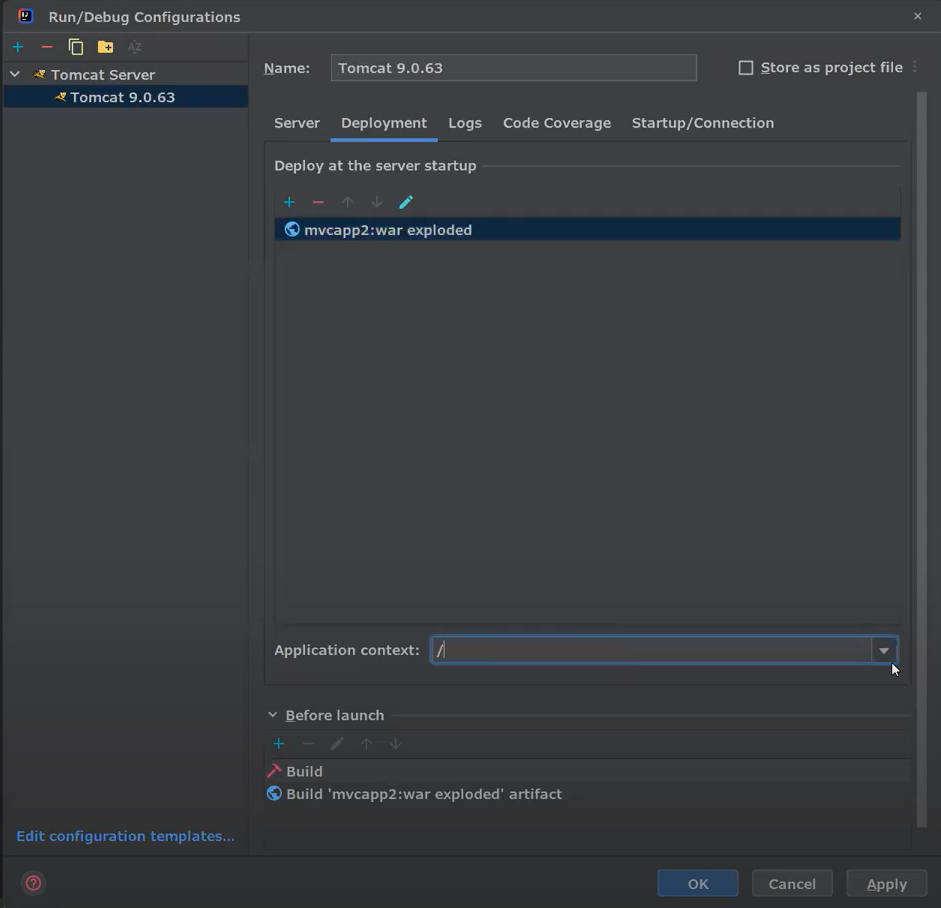 Run/Debug Configurations
Tomcat Server
Tomcat 9.0.63
Edit configuration templates...
Name: Tomcat 9.0.63
Store as project file
Server Deployment Logs Code Coverage Startup/Connection
Deploy at the server startup
mvcapp2:war exploded
Application context: /
Before launch
Build
Build 'mvcapp2:war exploded' artifact
? OK Cancel Apply